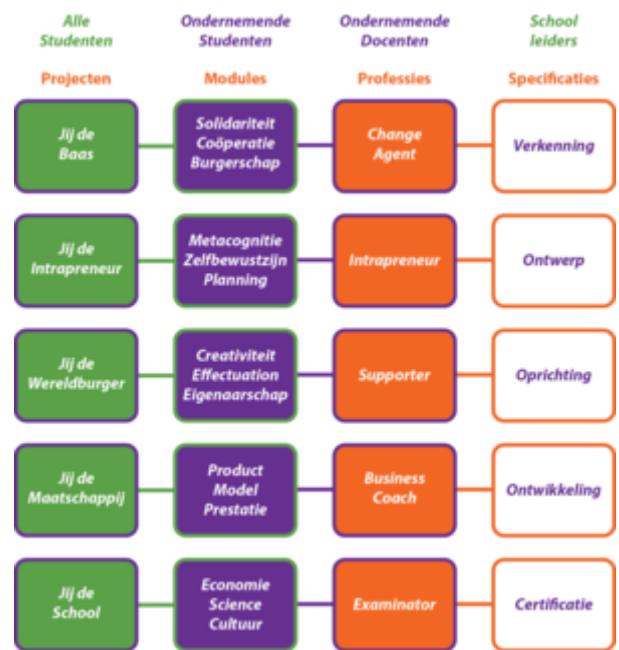 Alle
Studenten
Ondernemende
Studenten
Ondernemende
Docenten
School
leiders
Projecten
Modules
Professies
Specificaties
Jij de
Baas
Solidariteit
Coöperatie
Burgerschap
Change
Agent
Verkenning
Jij de
Intrapreneur
Metacognitie
Zelfbewustzijn
Planning
Intrapreneur
Ontwerp
Jij de
Wereldburger
Creativiteit
Effectuation
Eigenaarschap
Supporter
Oprichting
Jij de
Maatschappij
Product
Model
Prestatie
Business
Coach
Ontwikkeling
Jij de
School
Economie
Science
Cultuur
Examinator
Certificatie